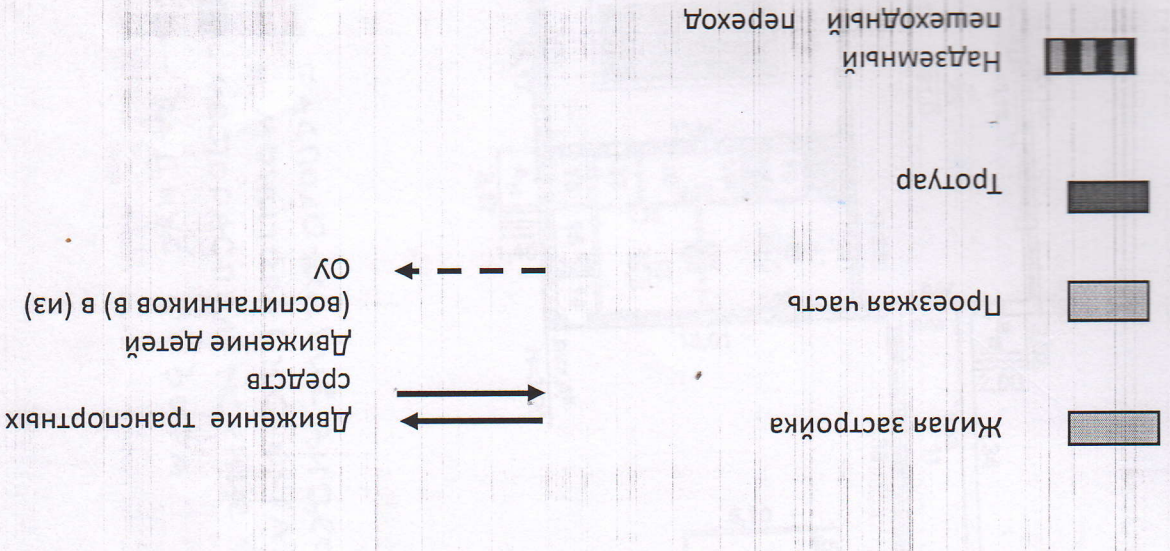 Жилая застройка
Проезжая часть
Тротуар
Надземный
пешеходный переход
Движение транспортных
средств
Движение детей
(воспитанников в) в (из)
ОУ